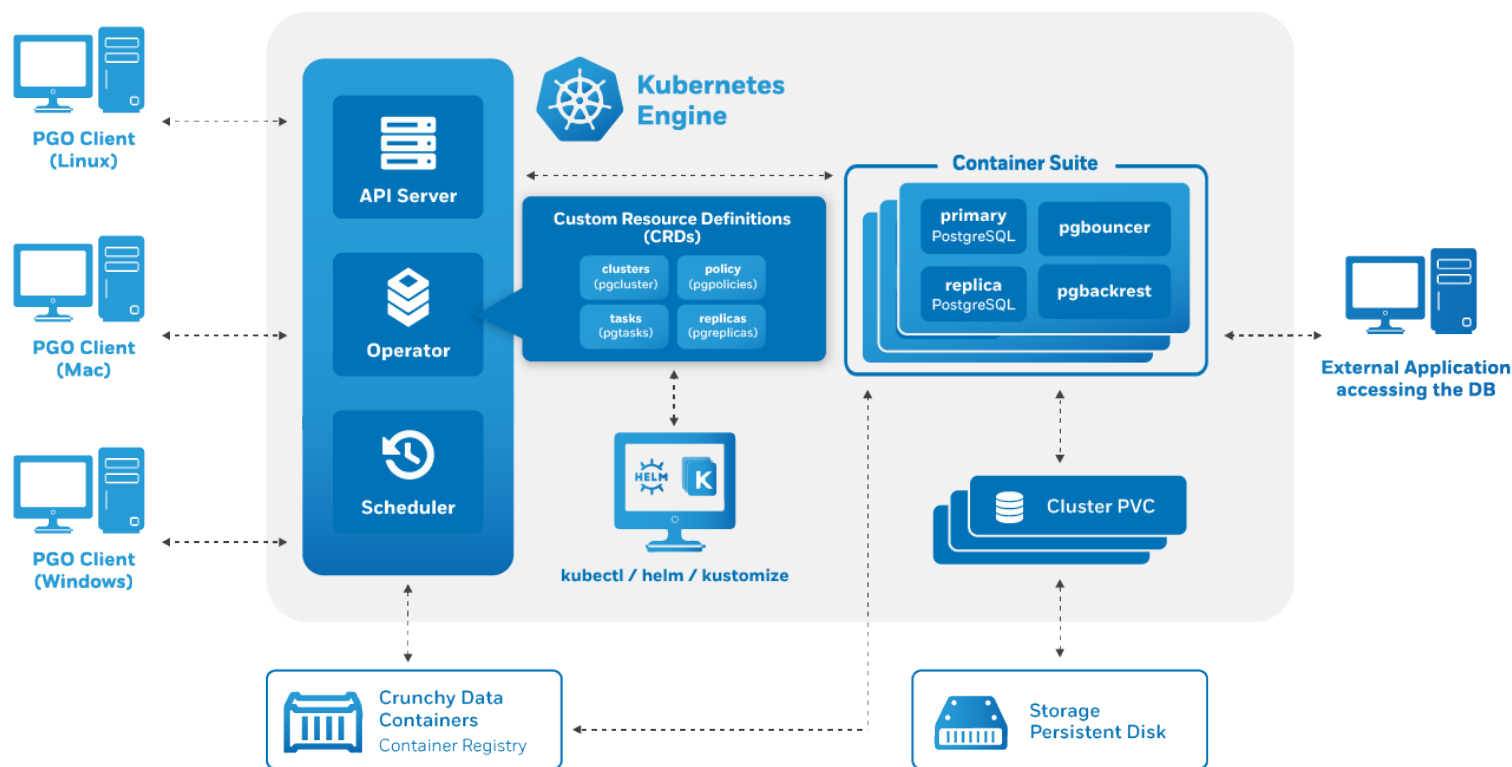 PGO Client
(Linux)
PGO Client
(Mac)
PGO Client
(Windows)
API Server
Operator
Scheduler
Kubernetes
Engine
Custom Resource Definitions
(CRDs)
clusters
(pgcluster)
policy
(pgpolicies)
tasks
(pgtasks)
replicas
(pgreplicas)
HELM
K
kubectl / helm / kustomize
Container Suite
primary
PostgreSQL
pgbouncer
replica
PostgreSQL
pgbackrest
Cluster PVC
External Application
accessing the DB
Crunchy Data
Containers
Container Registry
Storage
Persistent Disk